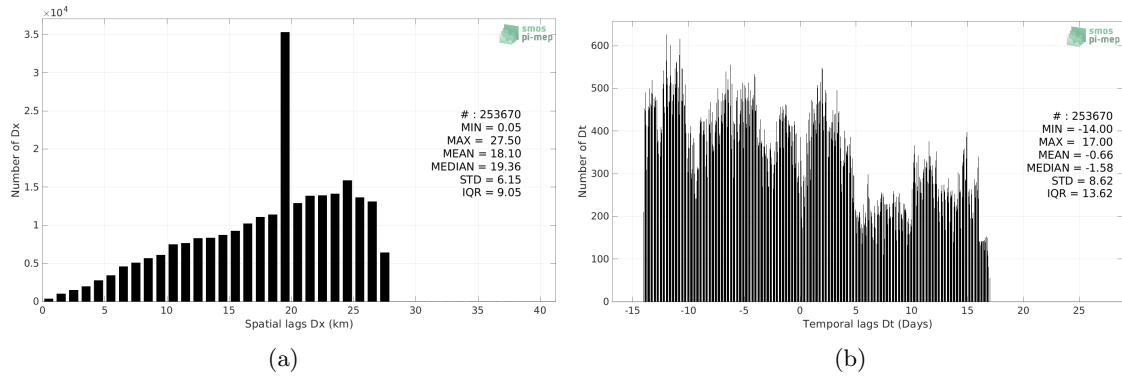 ×10⁴
3.5
3
2.5
2
1.5
1
0.5
0
Number of Dx
0 5 10 15 20 25 30 35 40
Spatial lags Dx (km)
smos
pi-mep
# : 253670
MIN = 0.05
MAX = 27.50
MEAN = 18.10
MEDIAN = 19.36
STD = 6.15
IQR = 9.05
(a)
600
500
400
300
200
100
0
Number of Dt
-15 -10 -5 0 5 10 15 20 25
Temporal lags Dt (Days)
smos
pi-mep
# : 253670
MIN = -14.00
MAX = 17.00
MEAN = -0.66
MEDIAN = -1.58
STD = 8.62
IQR = 13.62
(b)